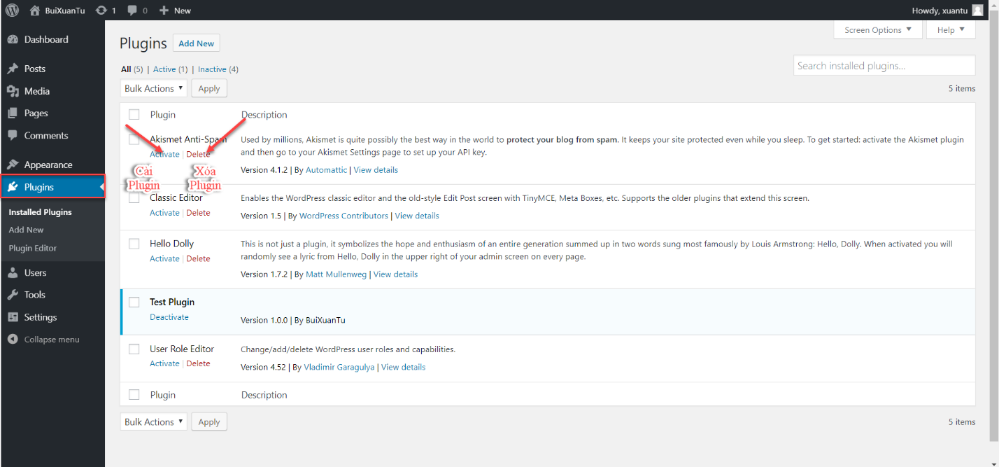 BuiXuanTu 1 0 New Howdy, xuantu
Screen Options Help
Dashboard
Posts
Media
Pages
Comments
Appearance
Plugins
Installed Plugins
Add New
Plugin Editor
Users
Tools
Settings
Collapse menu
Plugins Add New
All (5) | Active (1) | Inactive (4)
Search installed plugins...
Bulk Actions Apply 5 items
Plugin Description
Akismet Anti-Spam
Activate | Delete
Cài Plugin
Xóa Plugin
Used by millions, Akismet is quite possibly the best way in the world to protect your blog from spam. It keeps your site protected even while you sleep. To get started: activate the Akismet plugin
and then go to your Akismet Settings page to set up your API key.
Version 4.1.2 | By Automattic | View details
Classic Editor
Activate | Delete
Enables the WordPress classic editor and the old-style Edit Post screen with TinyMCE, Meta Boxes, etc. Supports the older plugins that extend this screen.
Version 1.5 | By WordPress Contributors | View details
Hello Dolly
Activate | Delete
This is not just a plugin, it symbolizes the hope and enthusiasm of an entire generation summed up in two words sung most famously by Louis Armstrong: Hello, Dolly. When activated you will
randomly see a lyric from Hello, Dolly in the upper right of your admin screen on every page.
Version 1.7.2 | By Matt Mullenweg | View details
Test Plugin
Deactivate
Version 1.0.0 | By BuiXuanTu
User Role Editor
Activate | Delete
Change/add/delete WordPress user roles and capabilities.
Version 4.52 | By Vladimir Garagulya | View details
Plugin Description
Bulk Actions Apply 5 items